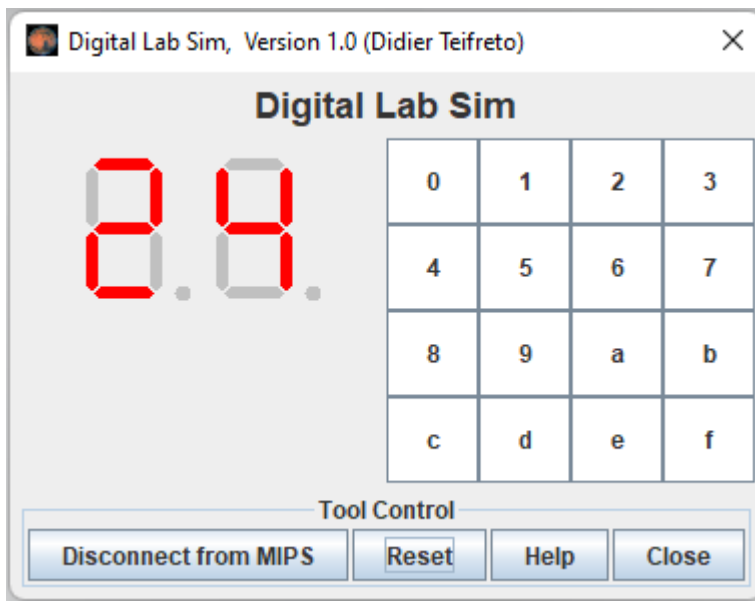 Digital Lab Sim, Version 1.0 (Didier Teifreto)
Digital Lab Sim
24
0 1 2 3
4 5 6 7
8 9 a b
c d e f
Tool Control
Disconnect from MIPS Reset Help Close